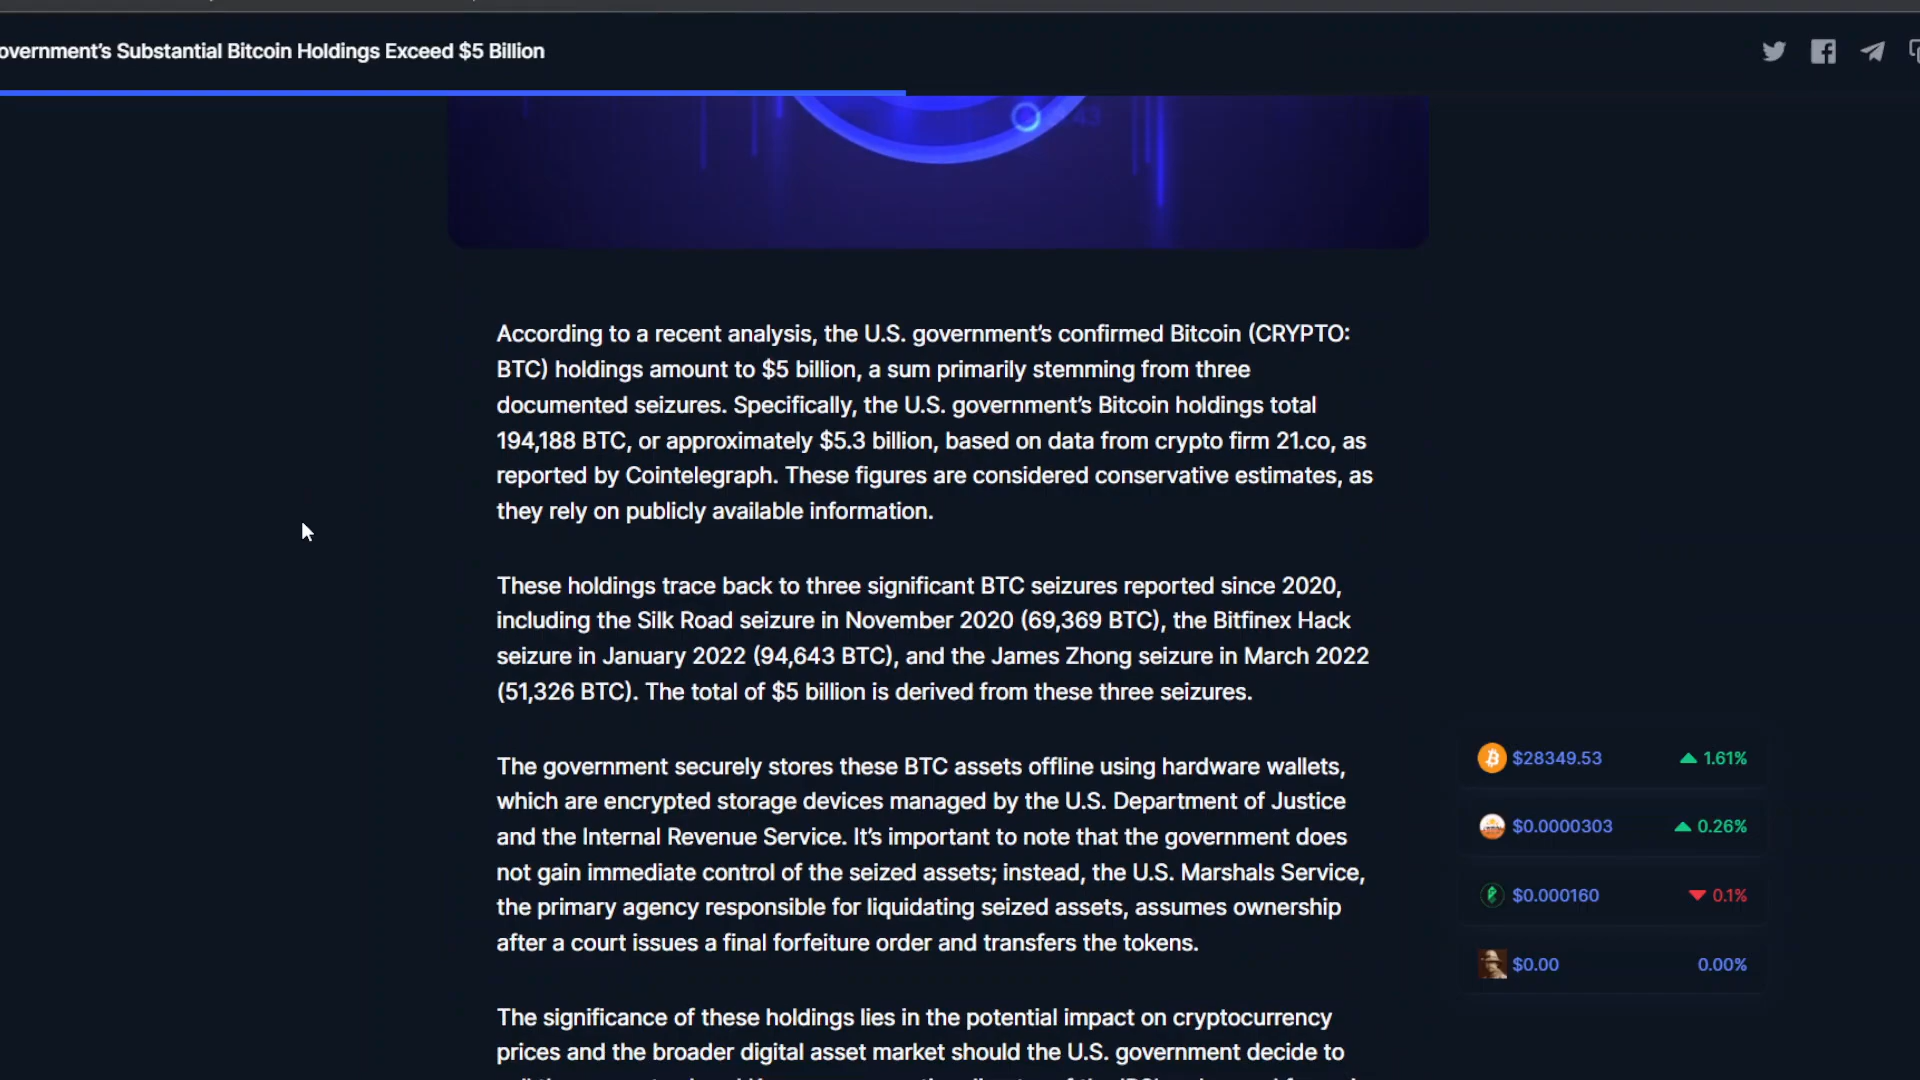 overnment's Substantial Bitcoin Holdings Exceed $5 Billion
43
According to a recent analysis, the U.S. government's confirmed Bitcoin (CRYPTO:
BTC) holdings amount to $5 billion, a sum primarily stemming from three
documented seizures. Specifically, the U.S. government's Bitcoin holdings total
194,188 BTC, or approximately $5.3 billion, based on data from crypto firm 21.co, as
reported by Cointelegraph. These figures are considered conservative estimates, as
they rely on publicly available information.
These holdings trace back to three significant BTC seizures reported since 2020,
including the Silk Road seizure in November 2020 (69,369 BTC), the Bitfinex Hack
seizure in January 2022 (94,643 BTC), and the James Zhong seizure in March 2022
(51,326 BTC). The total of $5 billion is derived from these three seizures.
The government securely stores these BTC assets offline using hardware wallets,
which are encrypted storage devices managed by the U.S. Department of Justice
and the Internal Revenue Service. It's important to note that the government does
not gain immediate control of the seized assets; instead, the U.S. Marshals Service,
the primary agency responsible for liquidating seized assets, assumes ownership
after a court issues a final forfeiture order and transfers the tokens.
The significance of these holdings lies in the potential impact on cryptocurrency
prices and the broader digital asset market should the U.S. government decide to
$28349.53 1.61%
$0.0000303 0.26%
$0.000160 0.1%
$0.00 0.00%